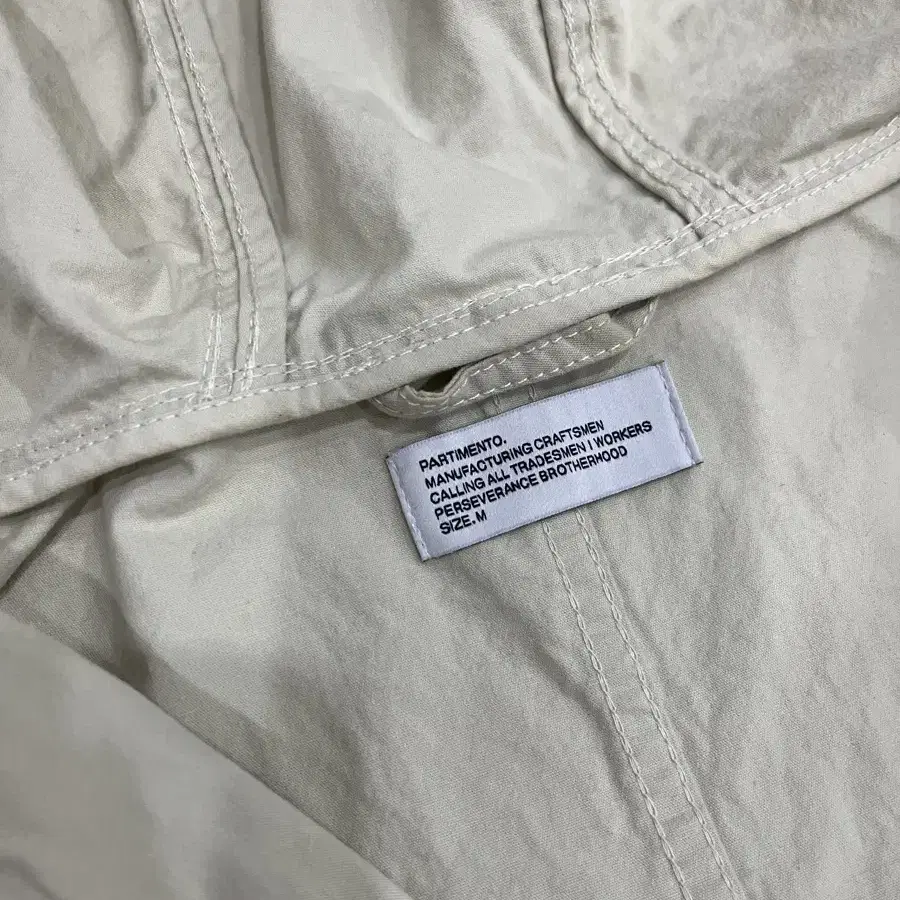 PARTIMENTO.
MANUFACTURING CRAFTSMEN
CALLING ALL TRADESMEN I WORKERS
PERSEVERANCE BROTHERHOOD
SIZE. M